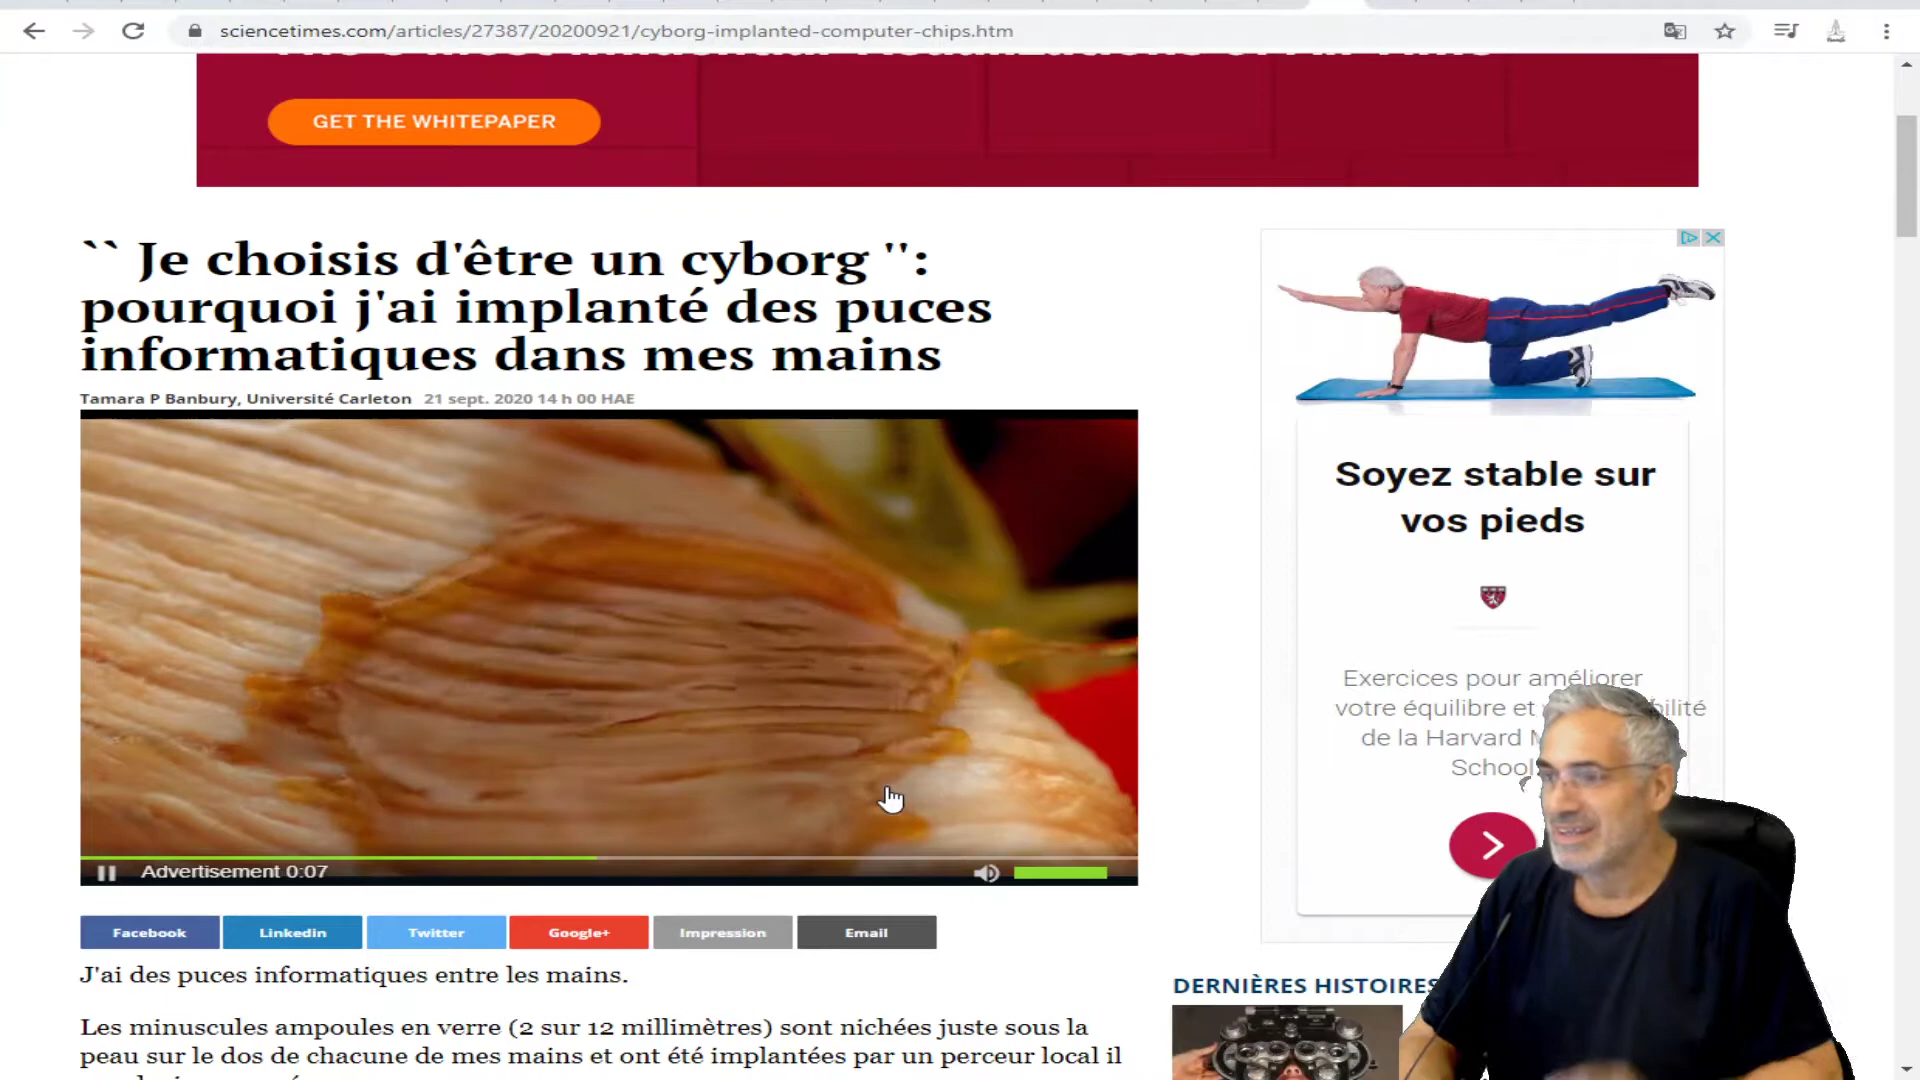 sciencetimes.com/articles/27387/20200921/cyborg-implanted-computer-chips.htm
GET THE WHITEPAPER
`` Je choisis d'être un cyborg '':
pourquoi j'ai implanté des puces
informatiques dans mes mains
Tamara P Banbury, Université Carleton 21 sept. 2020 14 h 00 HAE
Advertisement 0:07
Facebook
Linkedin
Twitter
Google+
Impression
Email
J'ai des puces informatiques entre les mains.
Les minuscules ampoules en verre (2 sur 12 millimètres) sont nichées juste sous la
peau sur le dos de chacune de mes mains et ont été implantées par un perceur local il
Soyez stable sur
vos pieds
Exercices pour améliorer
votre équilibre et
de la Harvard
School
DERNIÈRES HISTOIRES